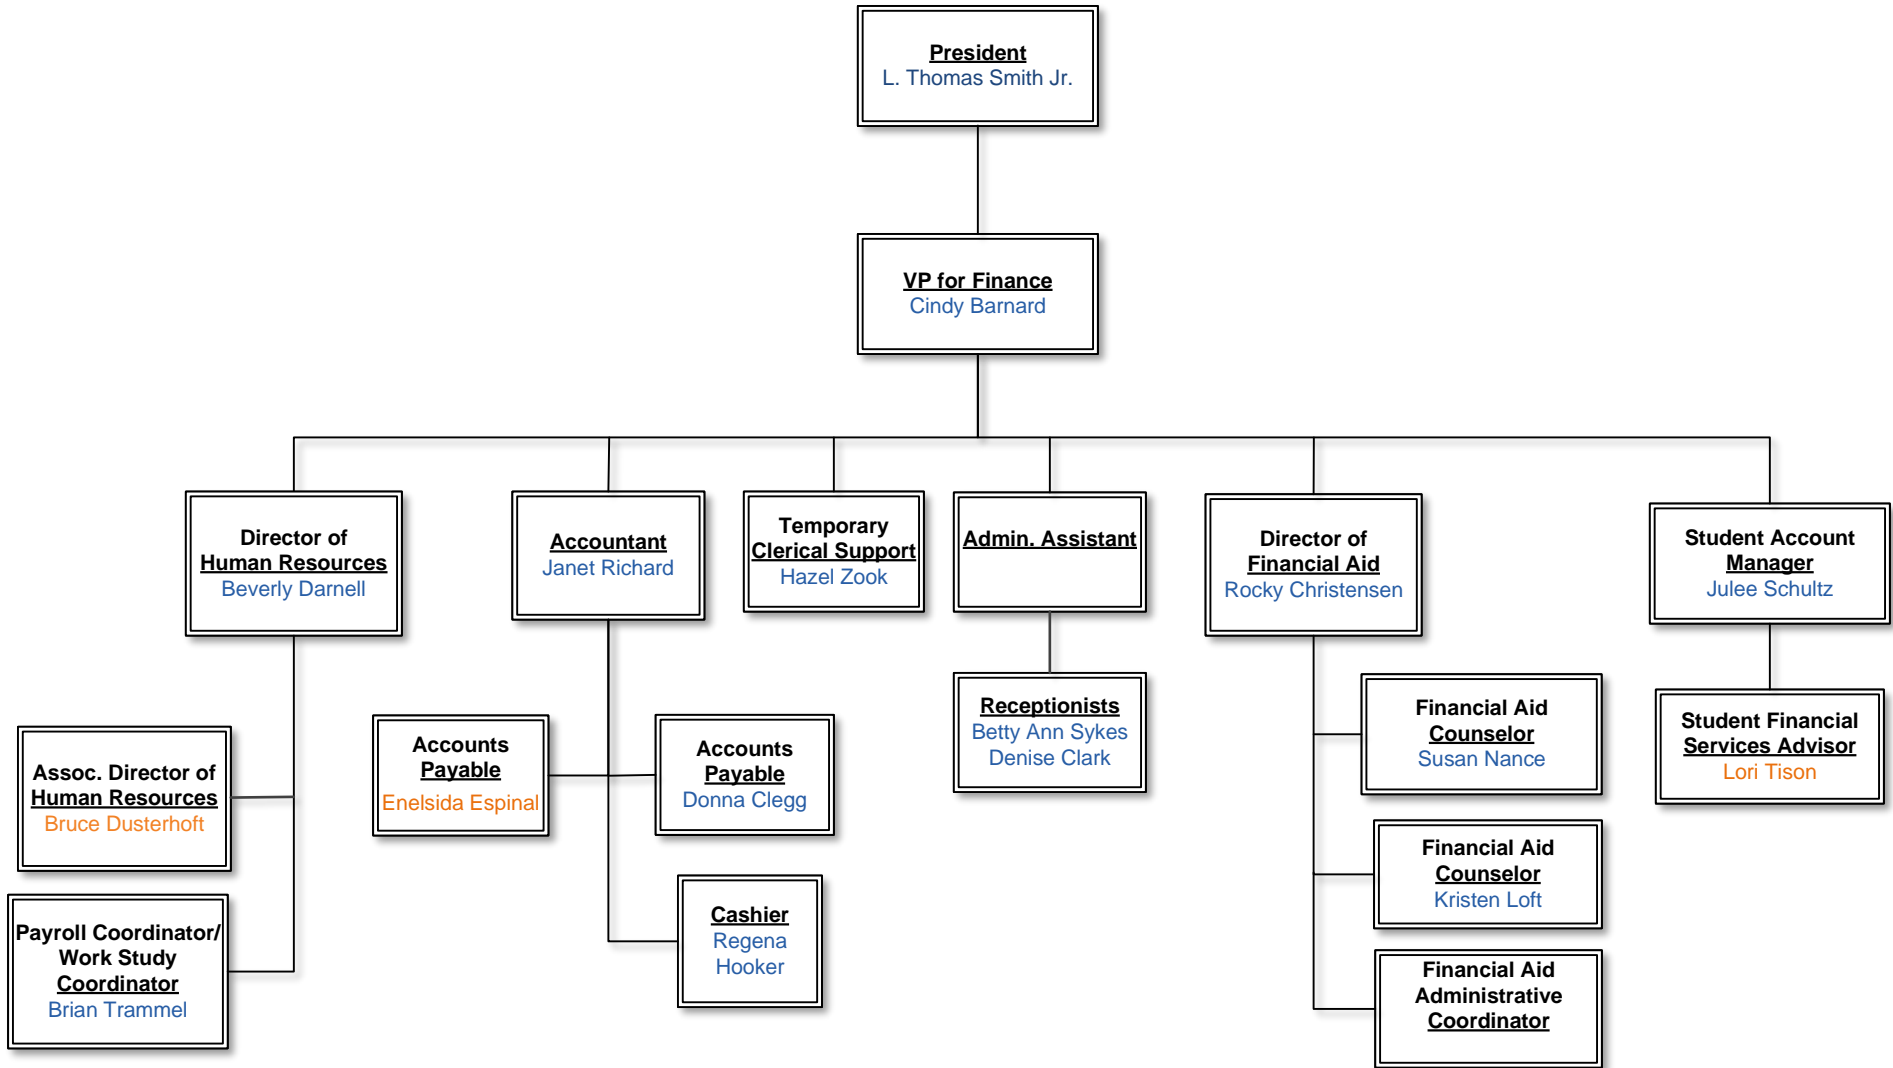 President
L. Thomas Smith Jr.
VP for Finance
Cindy Barnard
Director of
Human Resources
Beverly Darnell
Accountant
Janet Richard
Temporary
Clerical Support
Hazel Zook
Admin. Assistant
Director of
Financial Aid
Rocky Christensen
Student Account
Manager
Julee Schultz
Assoc. Director of
Human Resources
Bruce Dusterhoft
Payroll Coordinator/
Work Study
Coordinator
Brian Trammel
Accounts
Payable
Enelsida Espinal
Accounts
Payable
Donna Clegg
Cashier
Regena
Hooker
Receptionists
Betty Ann Sykes
Denise Clark
Financial Aid
Counselor
Susan Nance
Financial Aid
Counselor
Kristen Loft
Financial Aid
Administrative
Coordinator
Student Financial
Services Advisor
Lori Tison